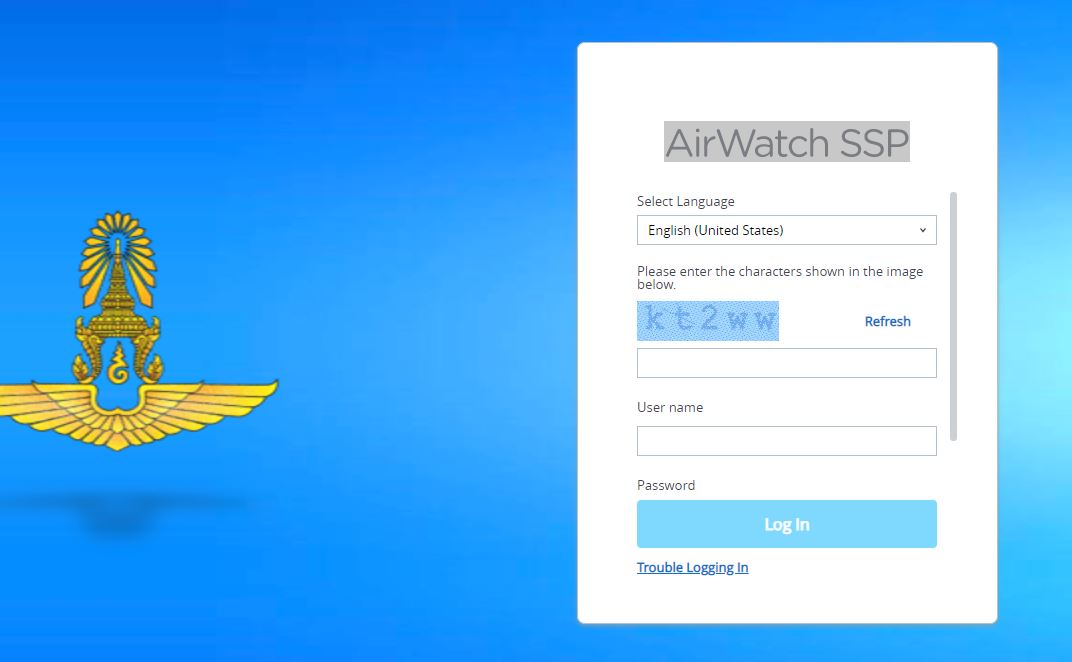 AirWatch SSP
Select Language
English (United States)
Please enter the characters shown in the image
below.
kt2ww
Refresh
User name
Password
Log In
Trouble Logging In